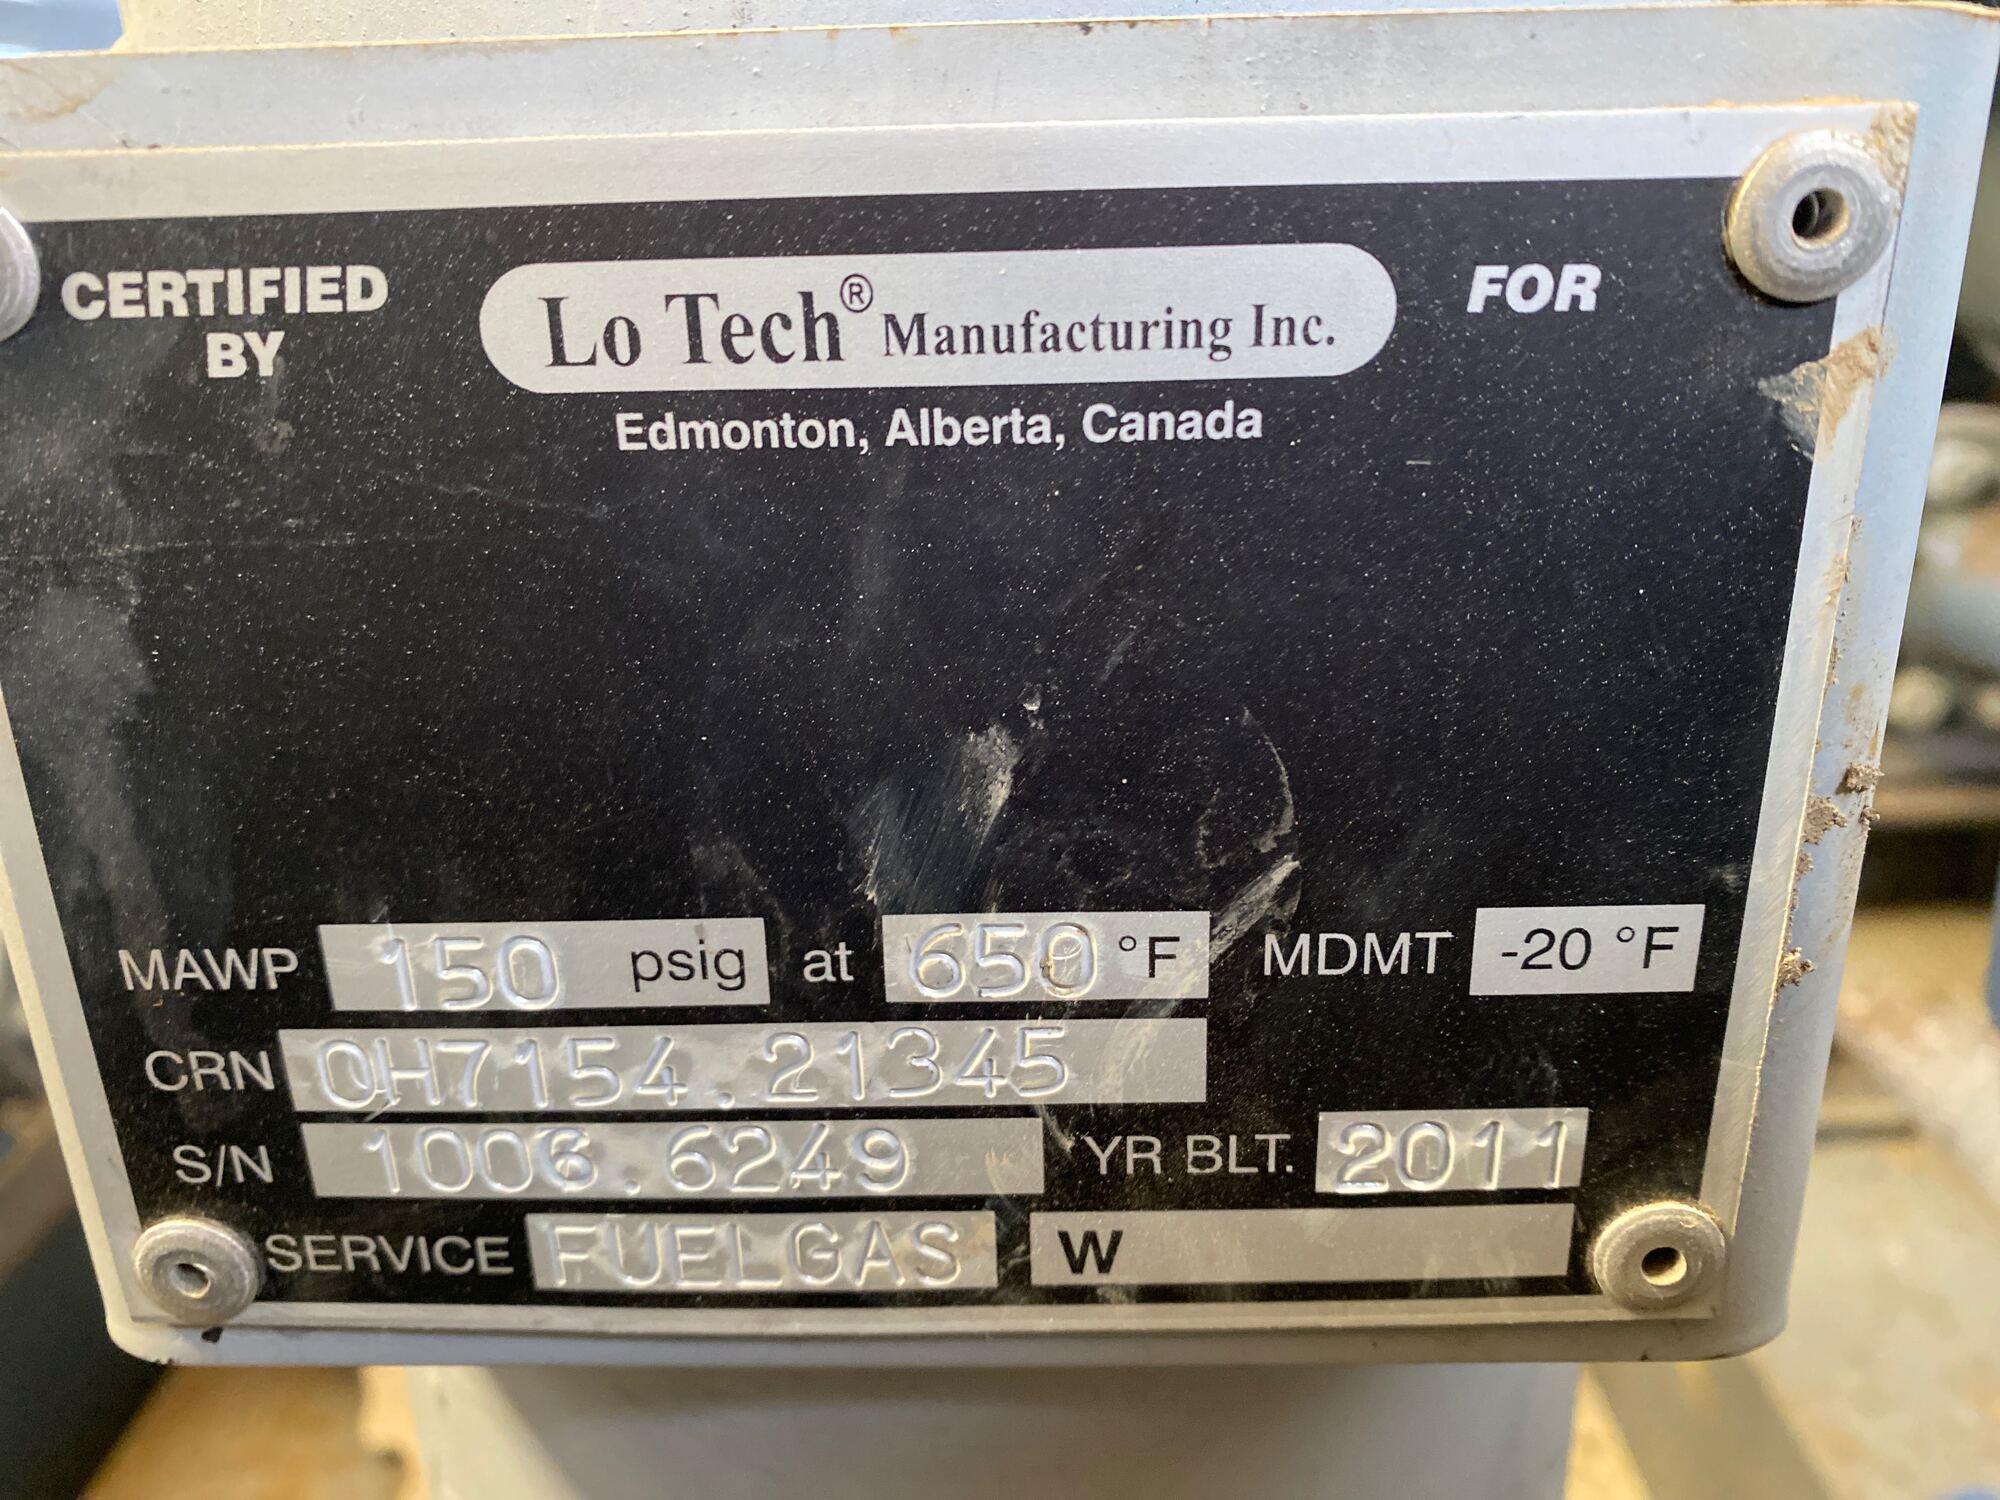 CERTIFIED BY Lo Tech® Manufacturing Inc. FOR
Edmonton, Alberta, Canada
MAWP 150 psig at 650 °F MDMT -20 °F
CRN 0H7154.21345
S/N 1006.6249 YR BLT. 2011
SERVICE FUELGAS W